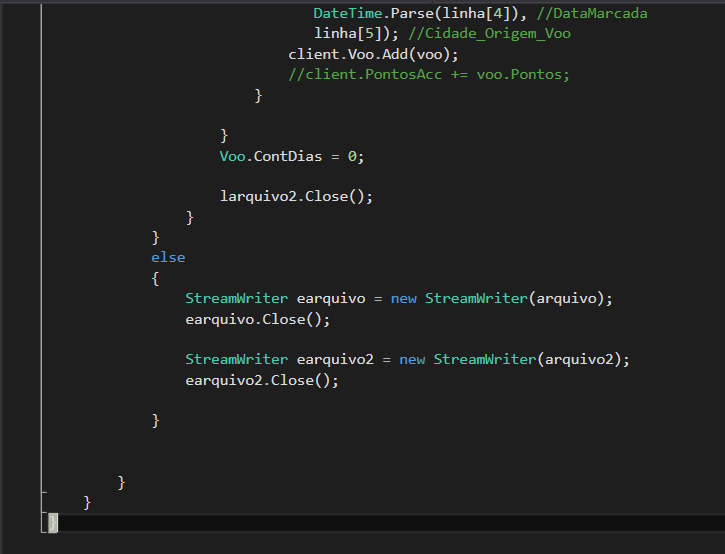 DateTime.Parse(linha[4]), //DataMarcada
linha[5]); //Cidade_Origem_Voo
client.Voo.Add(voo);
//client.PontosAcc += voo.Pontos;
}
}
Voo.ContDias = 0;
larquivo2.Close();
}
}
else
{
StreamWriter earquivo = new StreamWriter(arquivo);
earquivo.Close();
StreamWriter earquivo2 = new StreamWriter(arquivo2);
earquivo2.Close();
}
}
}
}